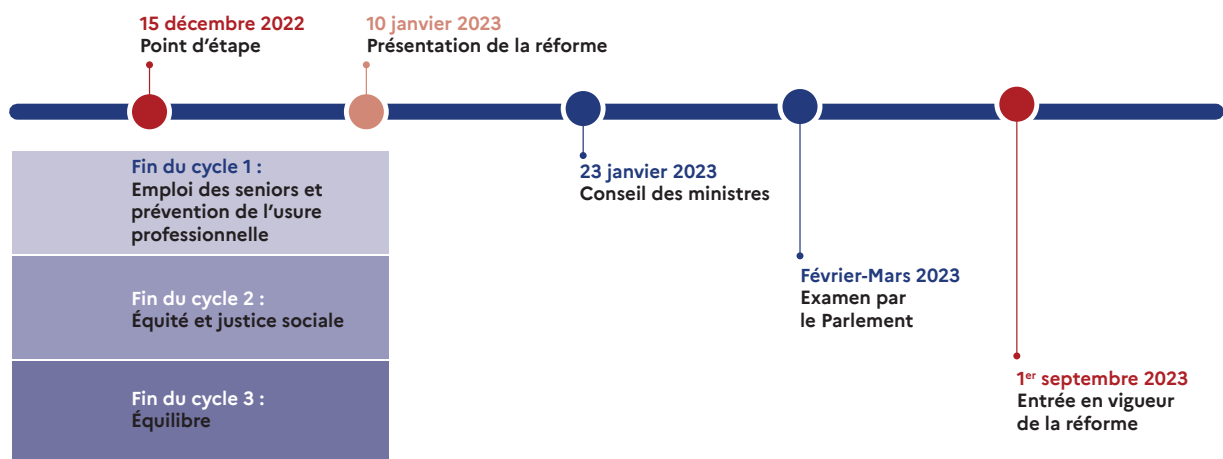 15 décembre 2022
Point d’étape
10 janvier 2023
Présentation de la réforme
Fin du cycle 1 :
Emploi des seniors et
prévention de l’usure
professionnelle
Fin du cycle 2 :
Équité et justice sociale
Fin du cycle 3 :
Équilibre
23 janvier 2023
Conseil des ministres
Février-Mars 2023
Examen par
le Parlement
1er septembre 2023
Entrée en vigueur
de la réforme